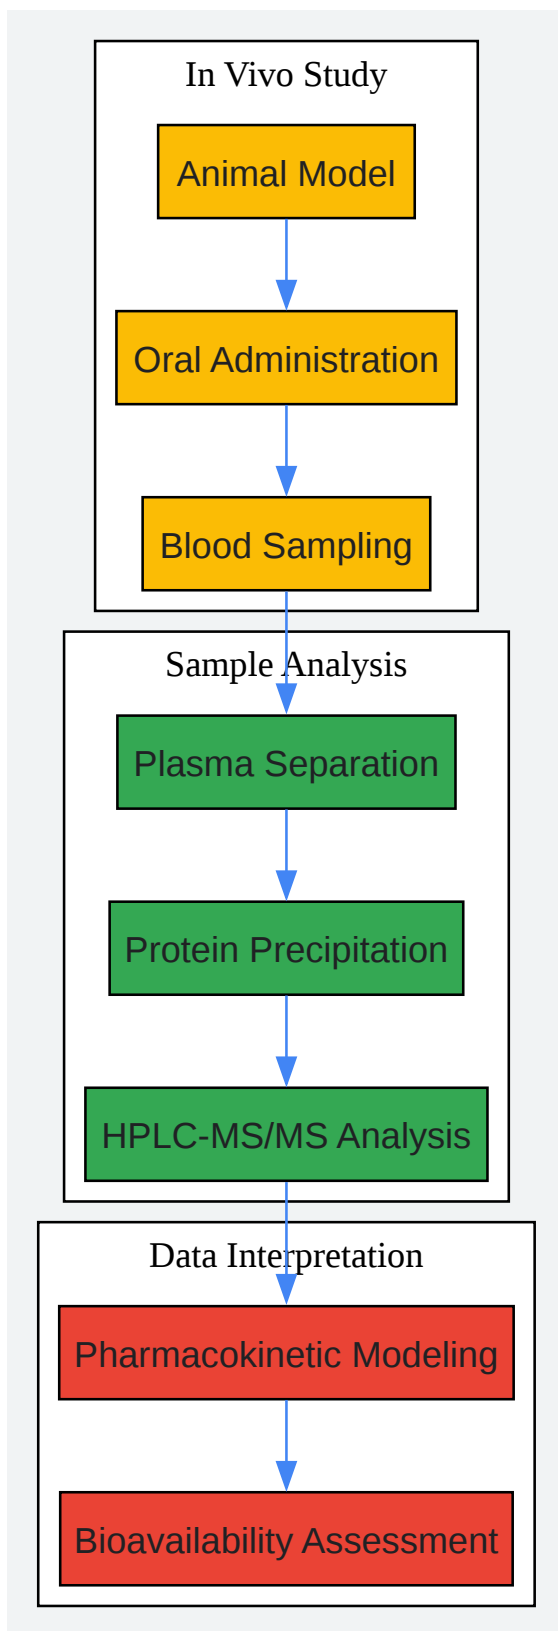 In Vivo Study
Animal Model
Oral Administration
Blood Sampling
Sample Analysis
Plasma Separation
Protein Precipitation
HPLC-MS/MS Analysis
Data Interpretation
Pharmacokinetic Modeling
Bioavailability Assessment